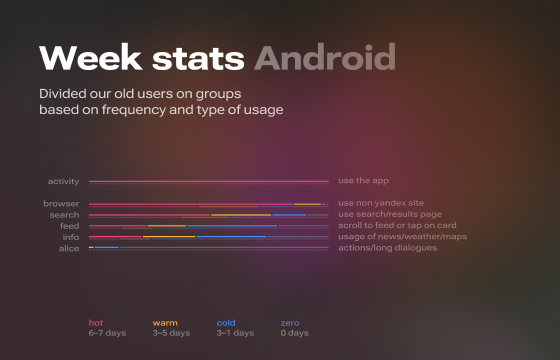 Week stats Android
Divided our old users on groups
based on frequency and type of usage
activity use the app
browser use non yandex site
search use search/results page
feed scroll to feed or tap on card
info usage of news/weather/maps
alice actions/long dialogues
hot warm cold zero
6–7 days 3–5 days 3–1 days 0 days